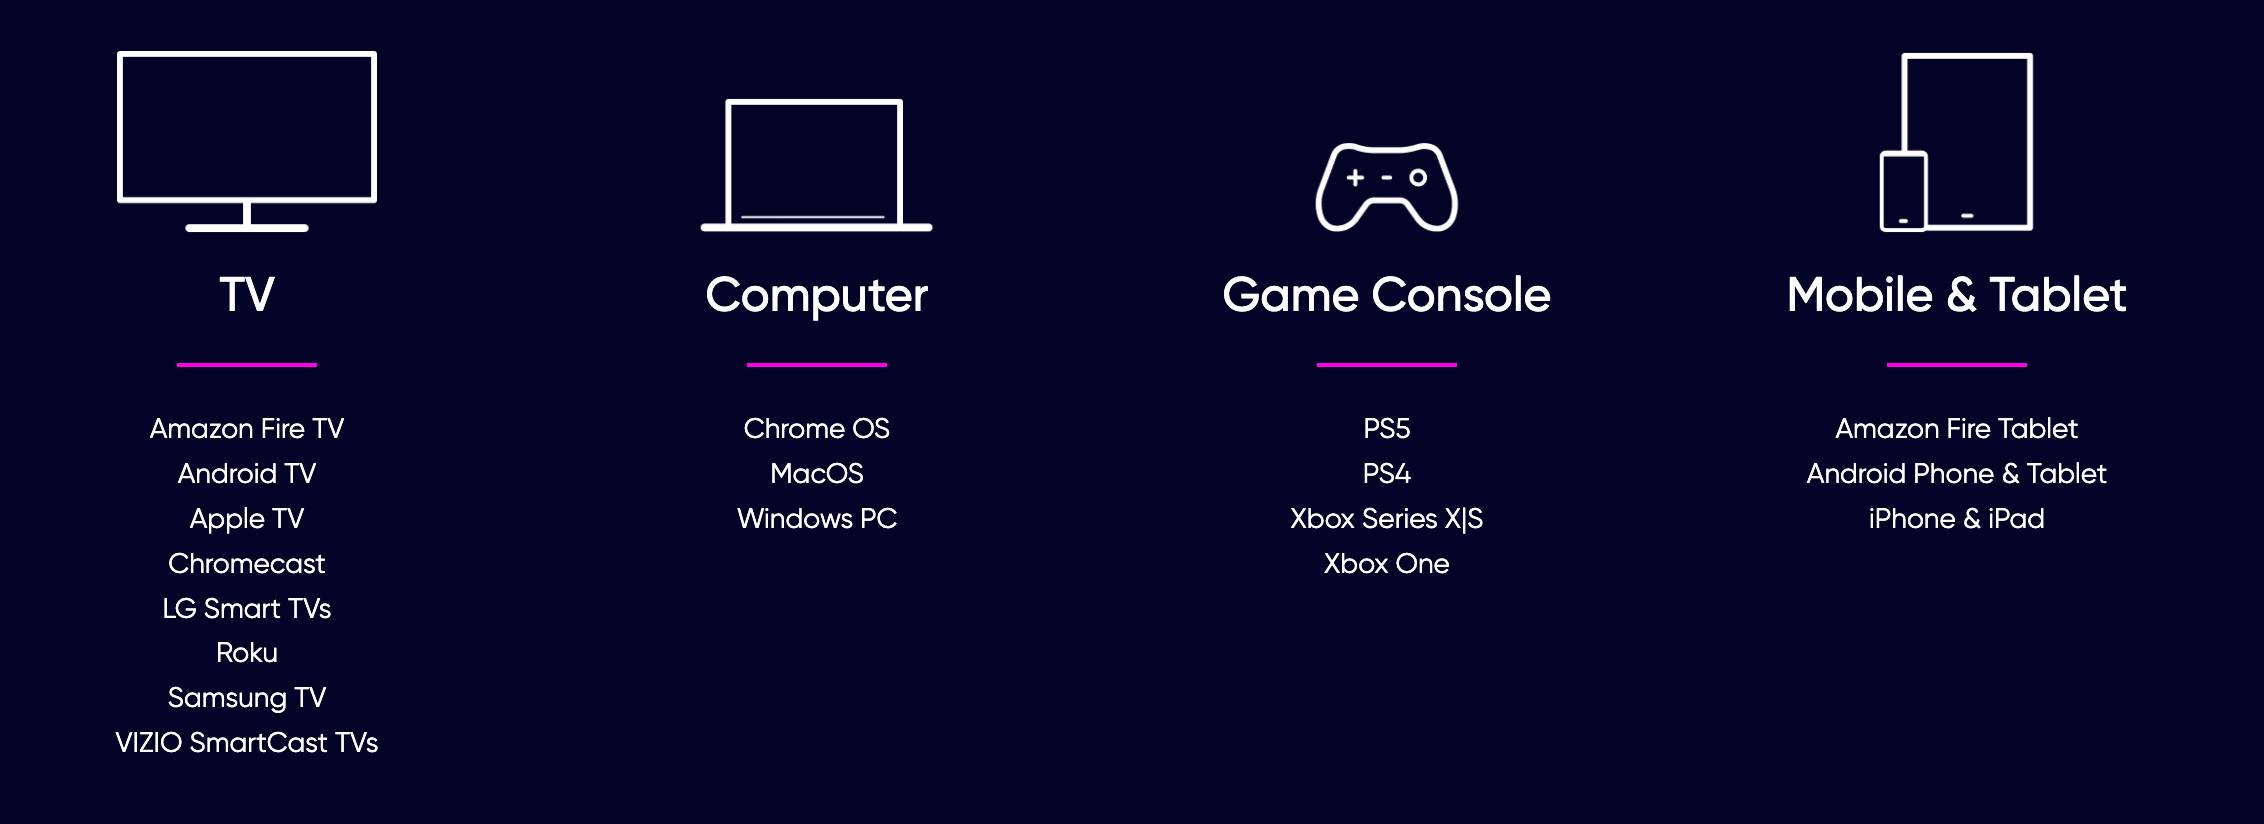 TV
Amazon Fire TV
Android TV
Apple TV
Chromecast
LG Smart TVs
Roku
Samsung TV
VIZIO SmartCast TVs
Computer
Chrome OS
MacOS
Windows PC
Game Console
PS5
PS4
Xbox Series X|S
Xbox One
Mobile & Tablet
Amazon Fire Tablet
Android Phone & Tablet
iPhone & iPad